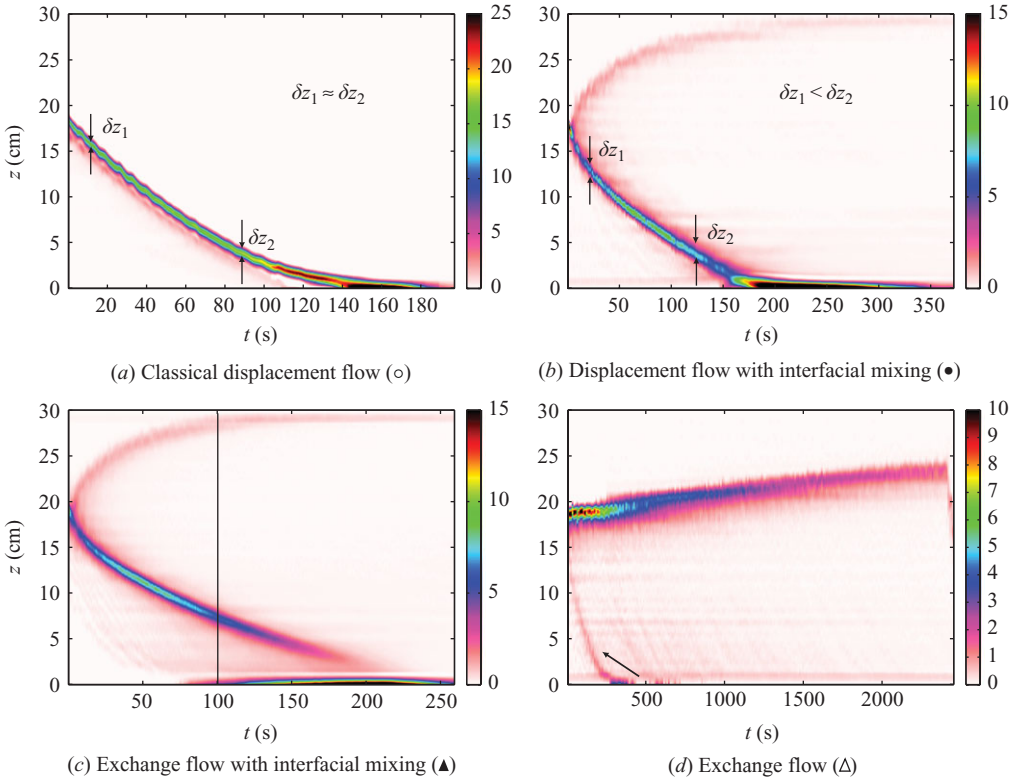 30
25
20
15
10
5
0
z (cm)
δz1 ≈ δz2
δz1
δz2
20 40 60 80 100 120 140 160 180
t (s)
25
20
15
10
5
0
(a) Classical displacement flow (○)
30
25
20
15
10
5
0
δz1 < δz2
δz1
δz2
50 100 150 200 250 300 350
t (s)
15
10
5
0
(b) Displacement flow with interfacial mixing (●)
30
25
20
15
10
5
0
z (cm)
50 100 150 200 250
t (s)
15
10
5
0
(c) Exchange flow with interfacial mixing (▲)
30
25
20
15
10
5
0
500 1000 1500 2000
t (s)
10
9
8
7
6
5
4
3
2
1
0
(d) Exchange flow (△)